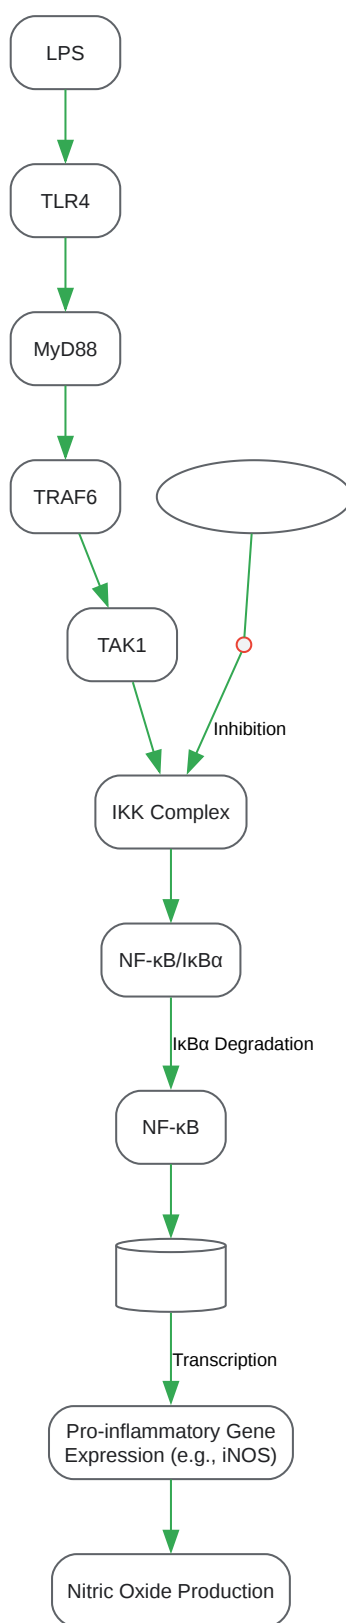 LPS
TLR4
MyD88
TRAF6
TAK1
Inhibition
IKK Complex
NF-κB/IκBα
IκBα Degradation
NF-κB
Transcription
Pro-inflammatory Gene
Expression (e.g., iNOS)
Nitric Oxide Production